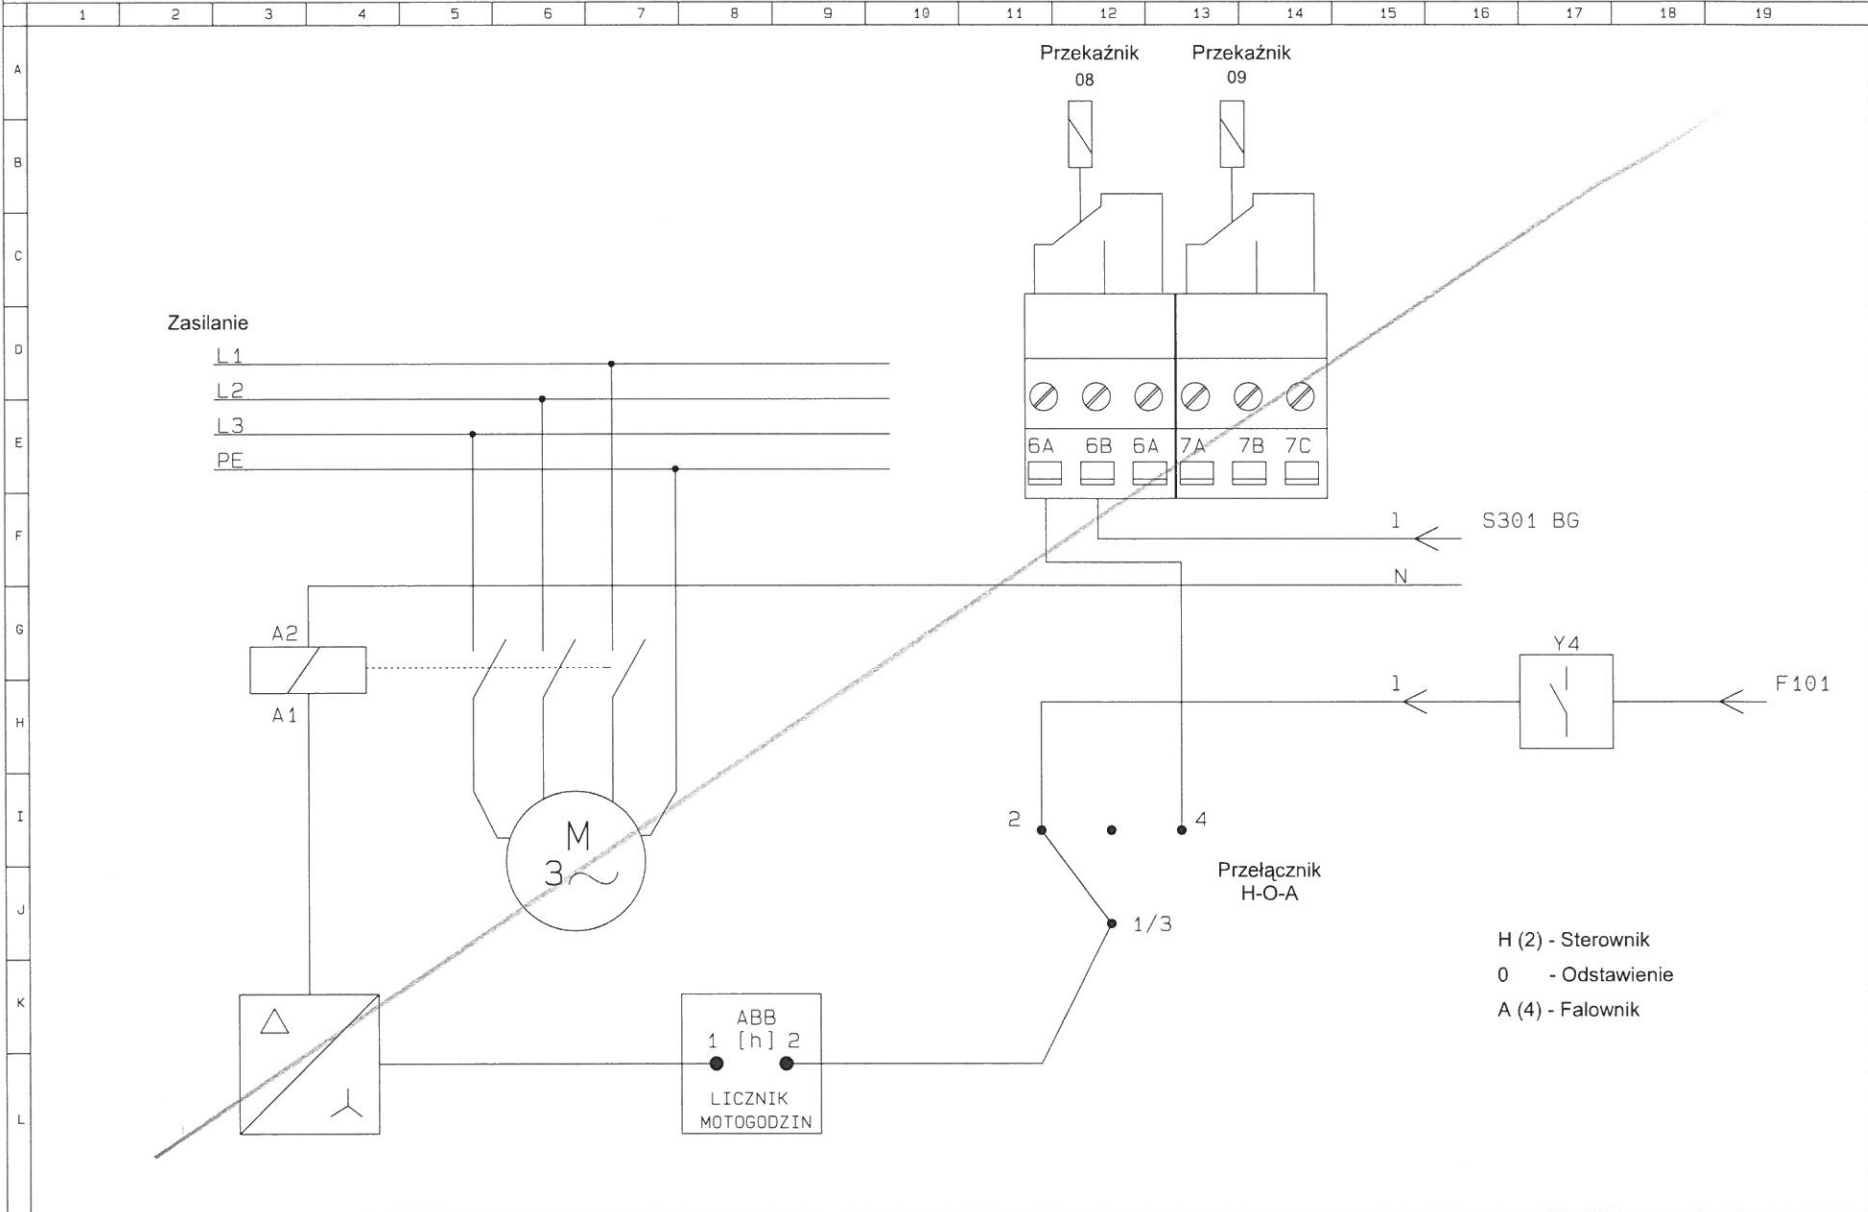 1 2 3 4 5 6 7 8 9 10 11 12 13 14 15 16 17 18 19
A
B
C
D
E
F
G
H
I
J
K
L
Przekaźnik
08
Przekaźnik
09
Zasilanie
L1
L2
L3
PE
6A 6B 6A 7A 7B 7C
1 S301 BG
N
A2
A1
Y4
1
F101
M
3~
2
4
Przełącznik
H-O-A
1/3
H (2) - Sterownik
0 - Odstawienie
A (4) - Falownik
ABB
1 [h] 2
LICZNIK
MOTOGODZIN